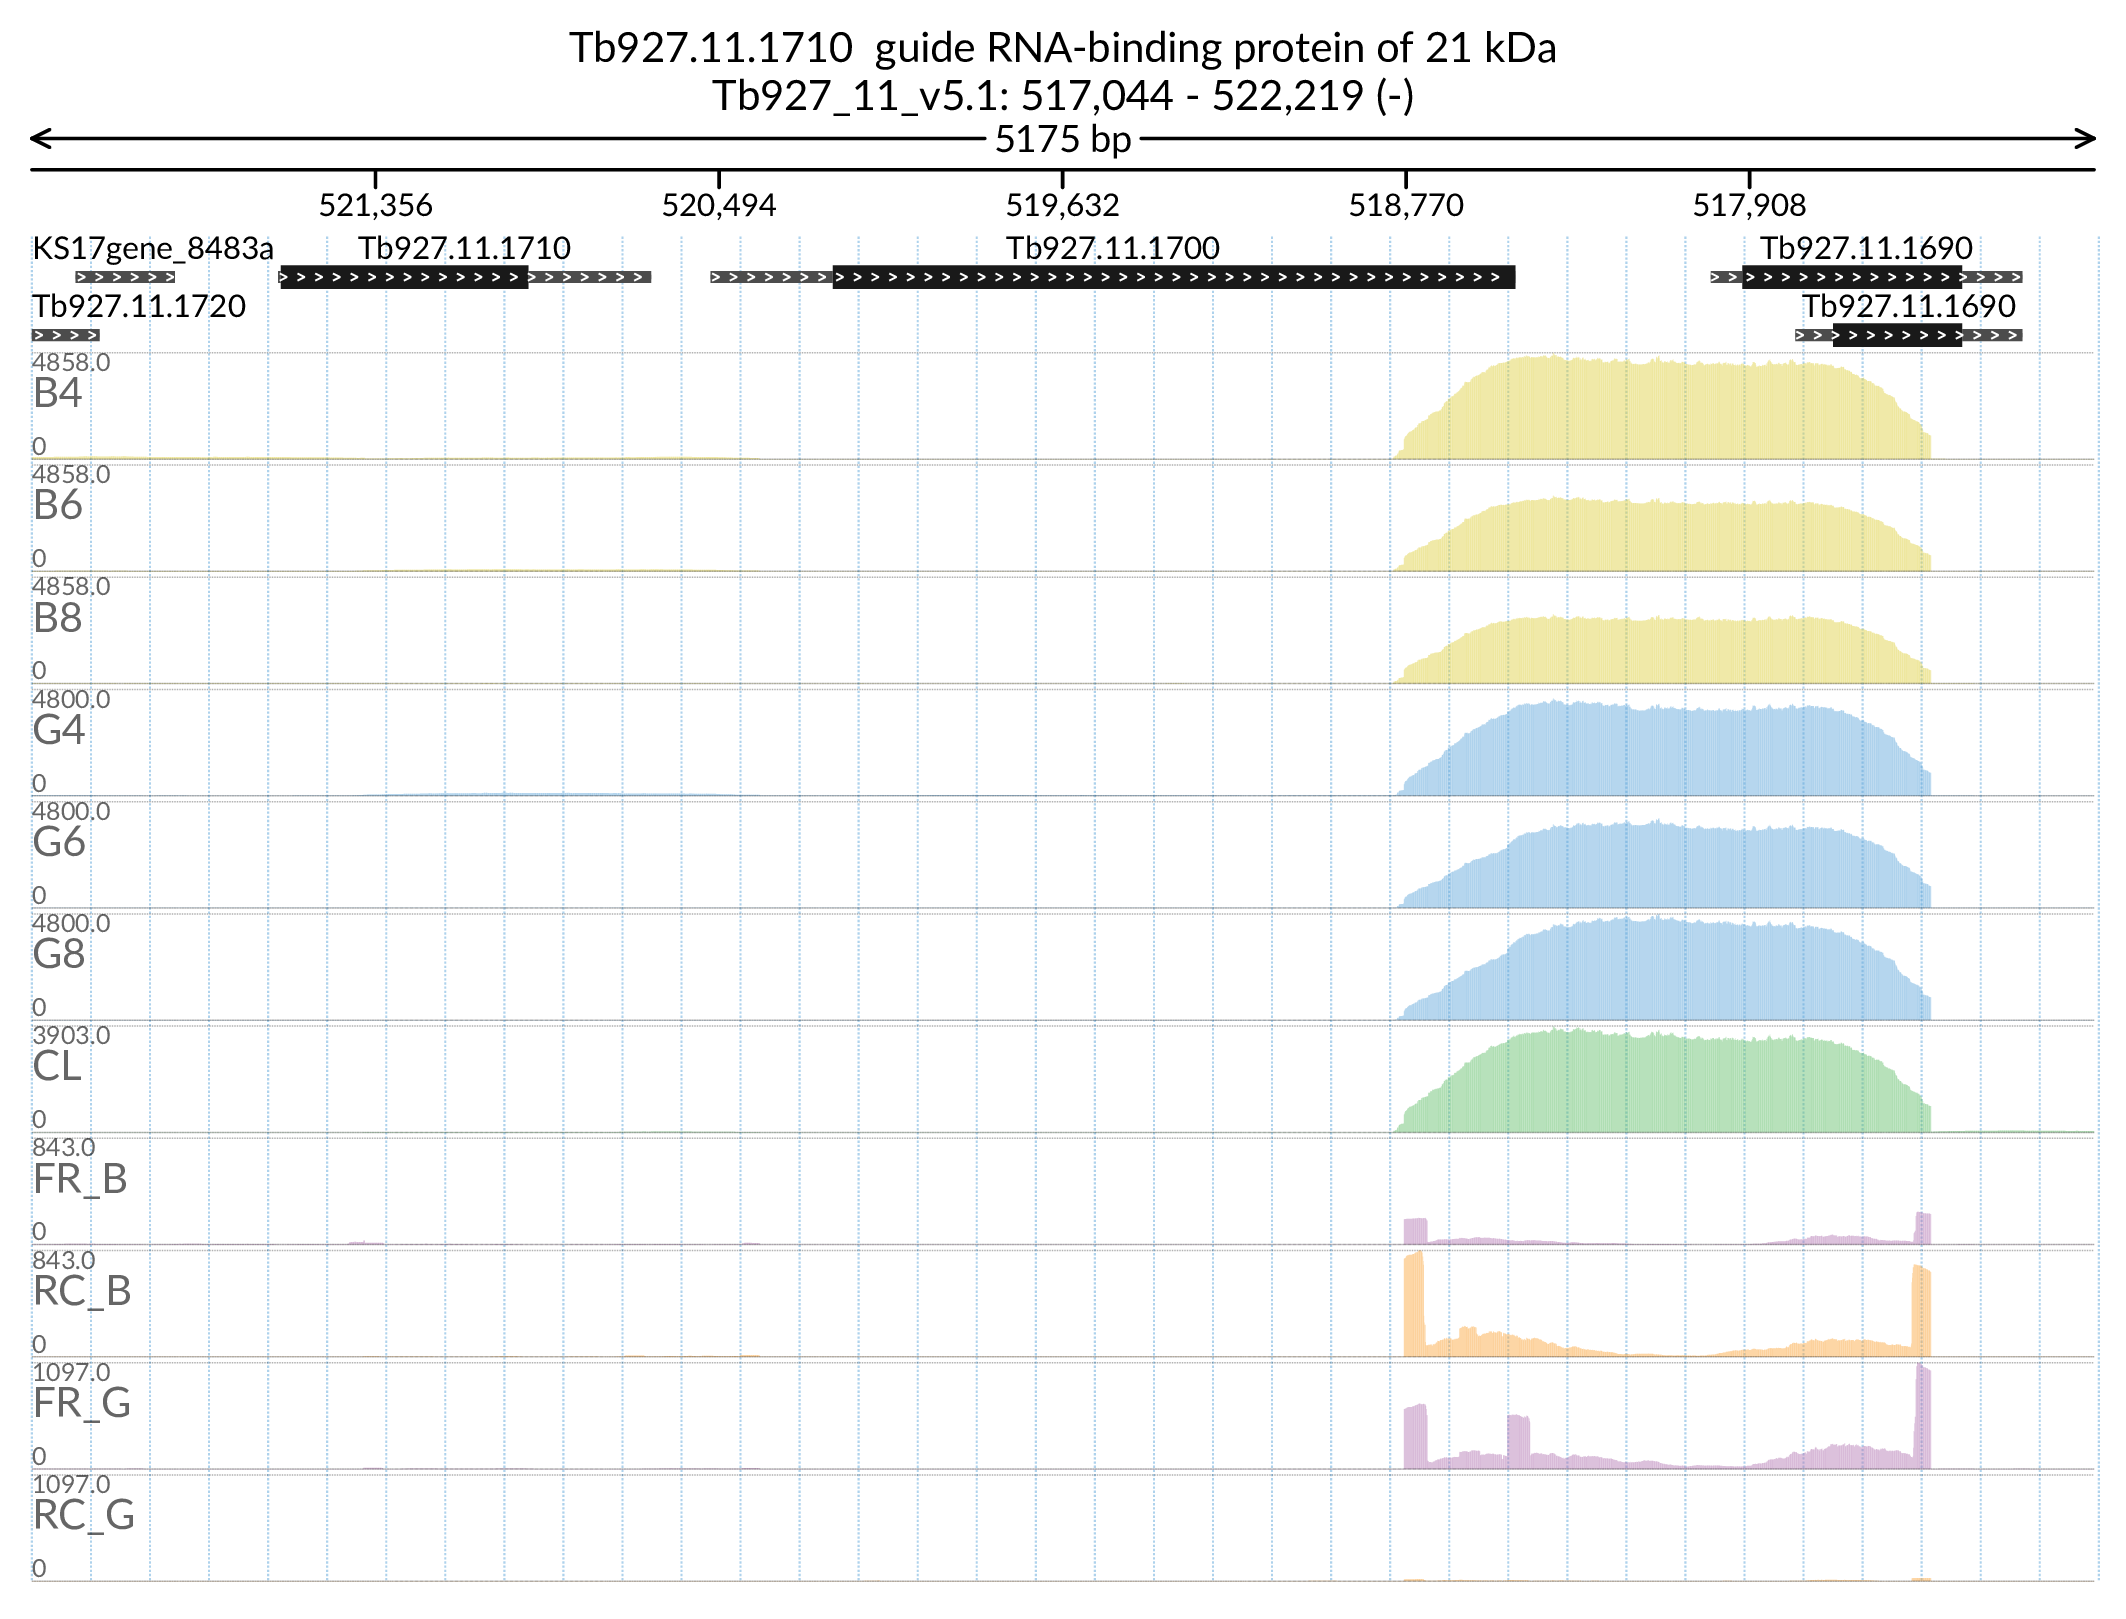 Tb927.11.1710  guide RNA-binding protein of 21 kDa
Tb927_11_v5.1: 517,044 - 522,219 (-)
5175 bp
521,356 520,494 519,632 518,770 517,908
KS17gene_8483a Tb927.11.1710 Tb927.11.1700 Tb927.11.1690
Tb927.11.1720 Tb927.11.1690
4858.0
B4
0
4858.0
B6
0
4858.0
B8
0
4800.0
G4
0
4800.0
G6
0
4800.0
G8
0
3903.0
CL
0
843.0
FR_B
0
843.0
RC_B
0
1097.0
FR_G
0
1097.0
RC_G
0